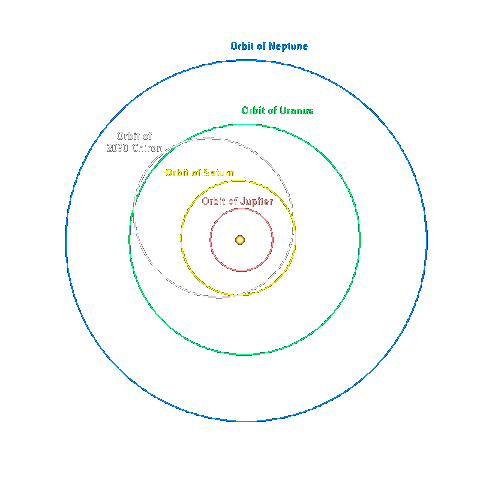 Orbit of Neptune
Orbit of Uranus
Orbit of
2060 Chiron
Orbit of Saturn
Orbit of Jupiter